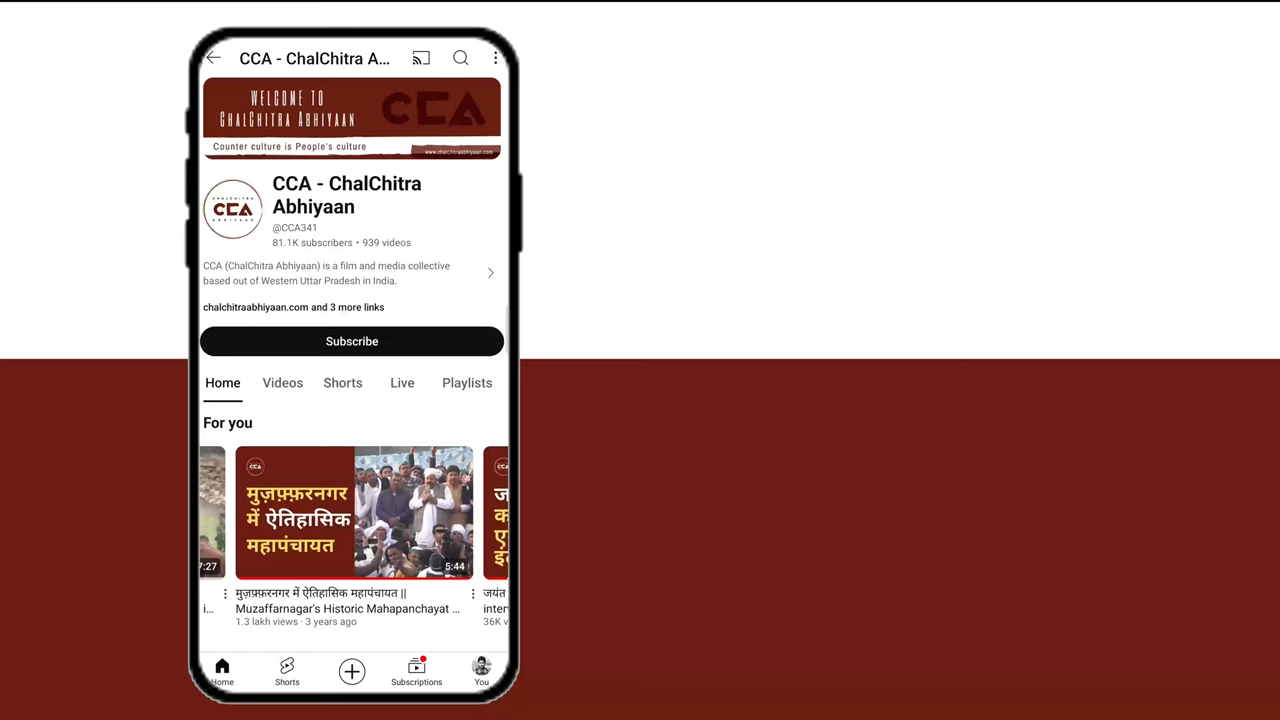 CCA - ChalChitra A...
WELCOME TO
CHALCHITRA ABHIYAAN
CCA
Counter culture is People's culture
www.chalchitraabhiyaan.com
CHALCHITRA
CCA
ABHIYAAN
CCA - ChalChitra
Abhiyaan
@CCA341
81.1K subscribers • 939 videos
CCA (ChalChitra Abhiyaan) is a film and media collective
based out of Western Uttar Pradesh in India.
chalchitraabhiyaan.com and 3 more links
Subscribe
Home Videos Shorts Live Playlists
For you
CCA
मुज़फ़्फ़रनगर
में ऐतिहासिक
महापंचायत
7:27
5:44
मुज़फ़्फ़रनगर में ऐतिहासिक महापंचायत ||
Muzaffarnagar's Historic Mahapanchayat ...
1.3 lakh views · 3 years ago
i...
जयंत
inter
36K v
Home Shorts Subscriptions You